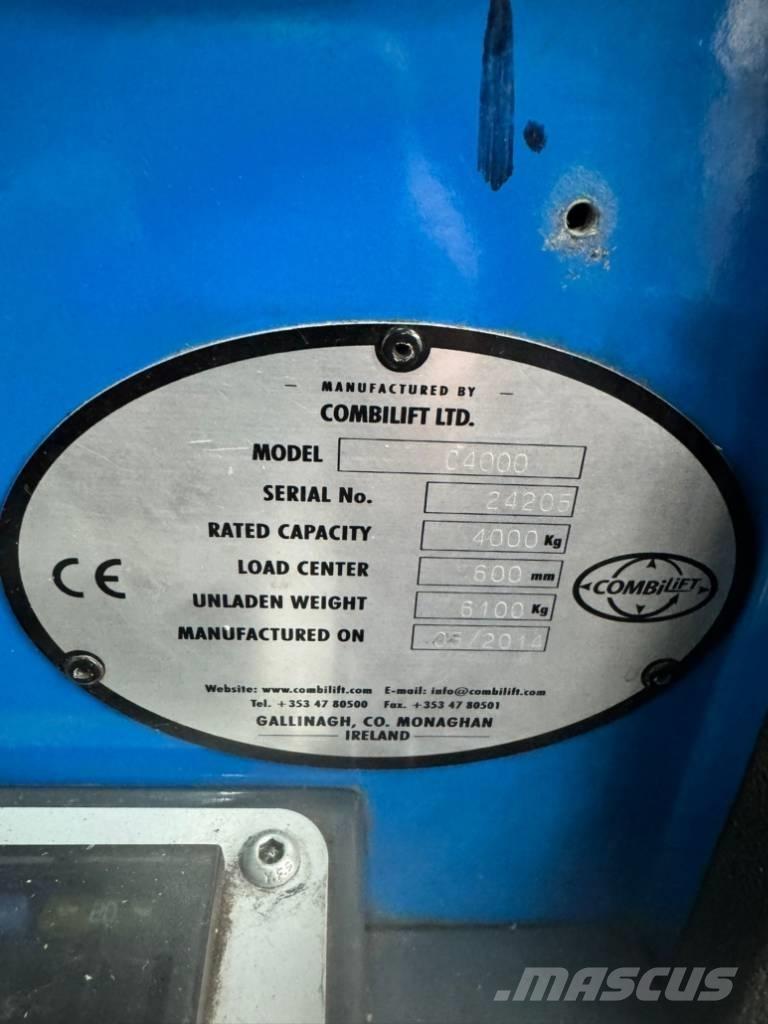 MANUFACTURED BY
COMBILIFT LTD.
MODEL C4000
SERIAL No. 24205
RATED CAPACITY 4000 Kg
LOAD CENTER 600 mm
UNLADEN WEIGHT 6100 Kg
MANUFACTURED ON 05/2014
CE
COMBiLiFT
Website: www.combilift.com E-mail: info@combilift.com
Tel. +353 47 80500 Fax. +353 47 80501
GALLINAGH, CO. MONAGHAN
IRELAND
MASCUS